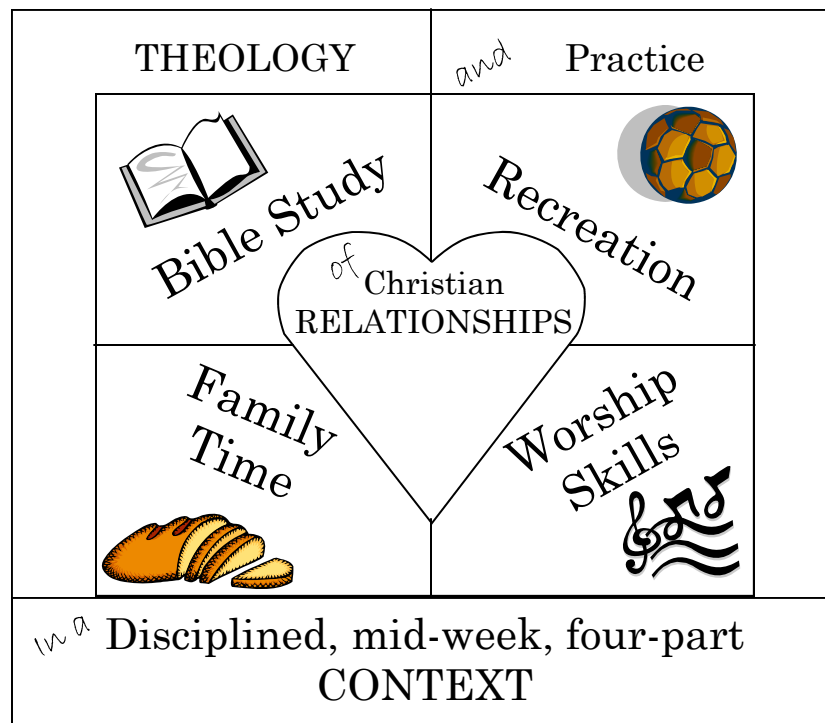 THEOLOGY and Practice
Bible Study
Recreation
of
Christian
RELATIONSHIPS
Family
Time
Worship
Skills
In a Disciplined, mid-week, four-part
CONTEXT